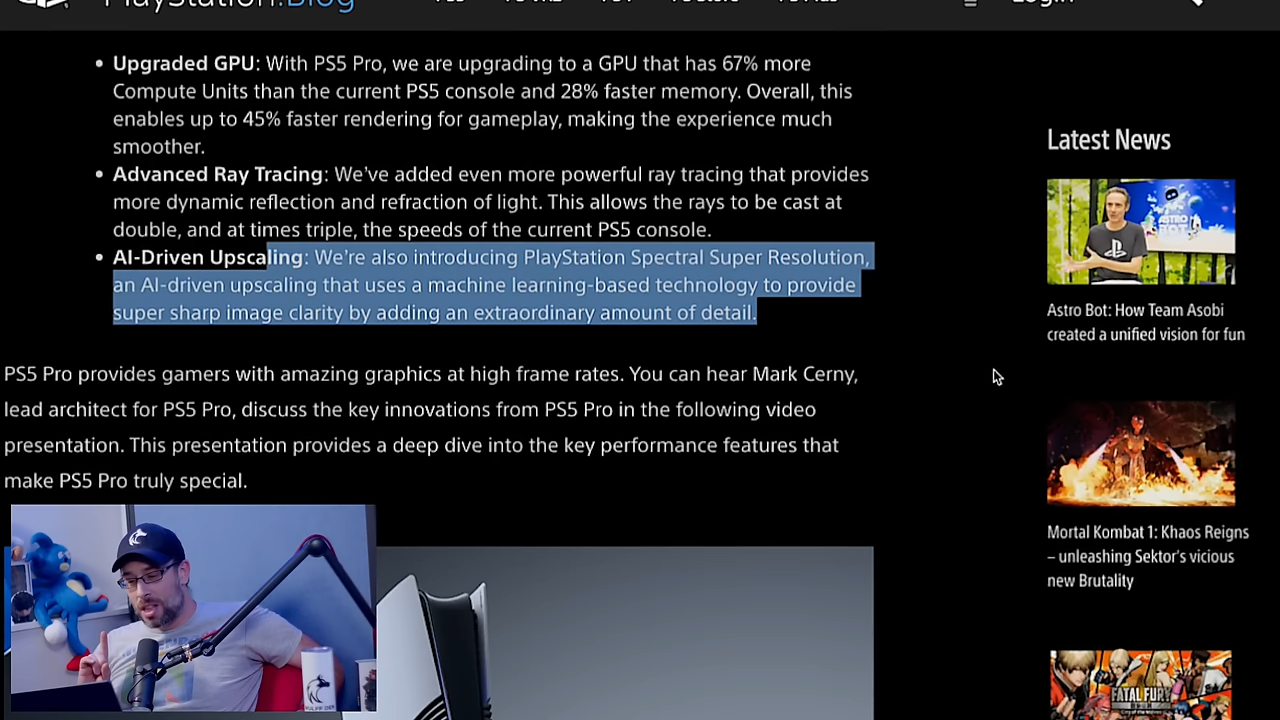 PlayStation.Blog
Login
• Upgraded GPU: With PS5 Pro, we are upgrading to a GPU that has 67% more
Compute Units than the current PS5 console and 28% faster memory. Overall, this
enables up to 45% faster rendering for gameplay, making the experience much
smoother.
• Advanced Ray Tracing: We’ve added even more powerful ray tracing that provides
more dynamic reflection and refraction of light. This allows the rays to be cast at
double, and at times triple, the speeds of the current PS5 console.
• AI-Driven Upscaling: We’re also introducing PlayStation Spectral Super Resolution,
an AI-driven upscaling that uses a machine learning-based technology to provide
super sharp image clarity by adding an extraordinary amount of detail.
PS5 Pro provides gamers with amazing graphics at high frame rates. You can hear Mark Cerny,
lead architect for PS5 Pro, discuss the key innovations from PS5 Pro in the following video
presentation. This presentation provides a deep dive into the key performance features that
make PS5 Pro truly special.
Latest News
ASTRO
BOT
Astro Bot: How Team Asobi
created a unified vision for fun
Mortal Kombat 1: Khaos Reigns
– unleashing Sektor’s vicious
new Brutality
FATAL FURY